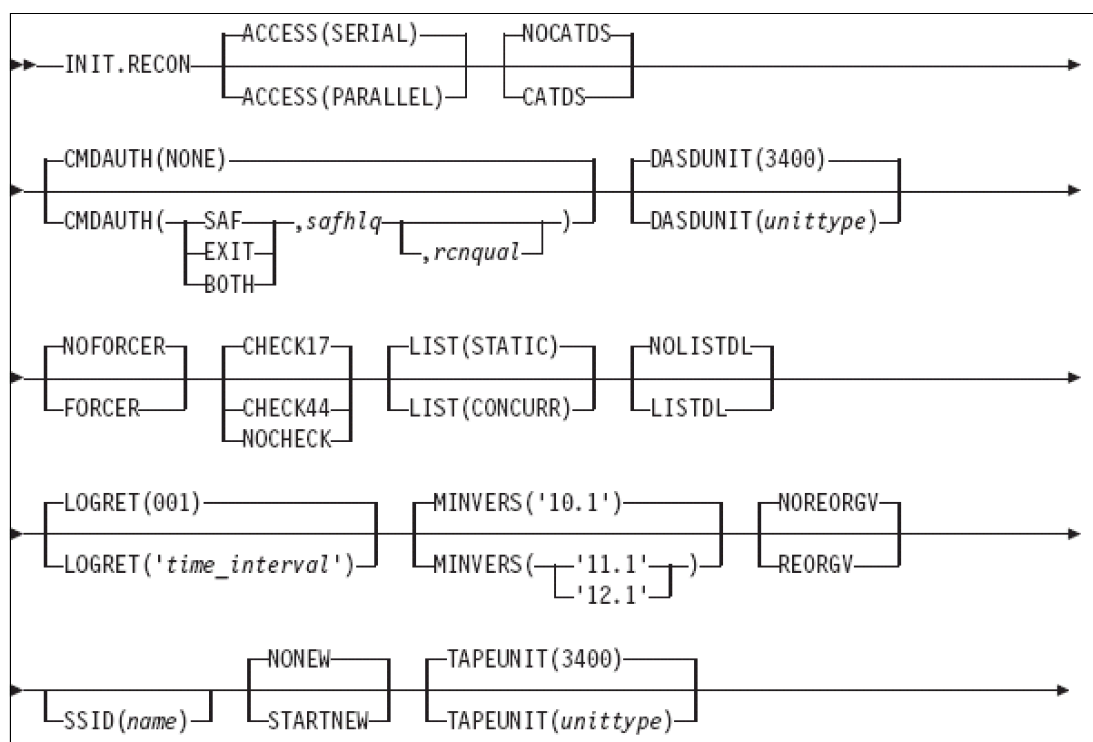 ACCESS(SERIAL) NOCATDS
INIT.RECON
ACCESS(PARALLEL) CATDS
CMDAUTH(NONE) DASDUNIT(3400)
CMDAUTH( SAF ,safhlq ) DASDUNIT(unittype)
EXIT ,rcnqual
BOTH
NOFORCER CHECK17 LIST(STATIC) NOLISTDL
FORCER CHECK44 LIST(CONCURR) LISTDL
NOCHECK
LOGRET(001) MINVERS('10.1') NOREORGV
LOGRET('time_interval') MINVERS( '11.1' ) REORGV
'12.1'
NONEW TAPEUNIT(3400)
SSID(name) STARTNEW TAPEUNIT(unittype)